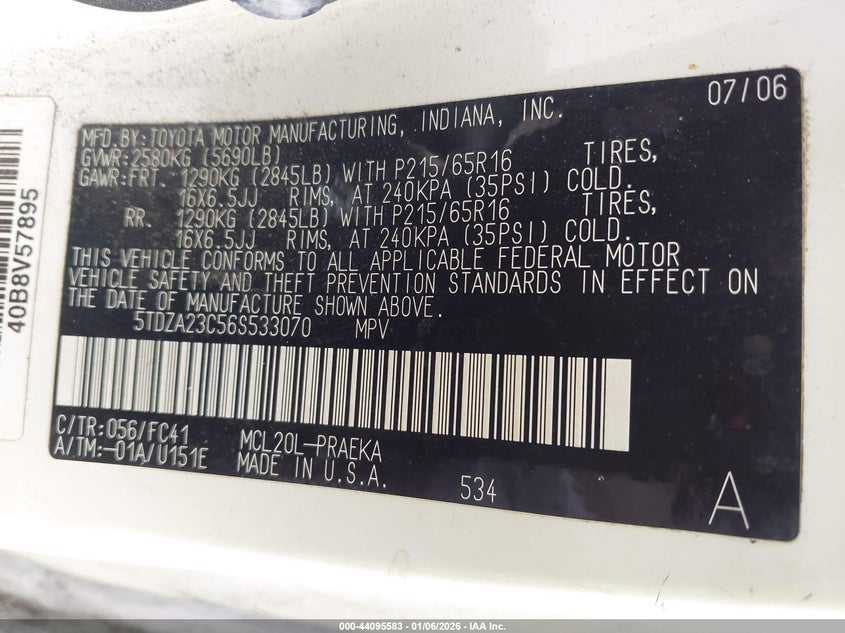 07/06
MFD.BY:TOYOTA MOTOR MANUFACTURING, INDIANA, INC.
GVWR:2580KG (5690LB)
GAWR:FRT. 1290KG (2845LB) WITH P215/65R16 TIRES,
16X6.5JJ RIMS, AT 240KPA (35PSI) COLD.
RR. 1290KG (2845LB) WITH P215/65R16 TIRES,
16X6.5JJ RIMS, AT 240KPA (35PSI) COLD.
THIS VEHICLE CONFORMS TO ALL APPLICABLE FEDERAL MOTOR
VEHICLE SAFETY AND THEFT PREVENTION STANDARDS IN EFFECT ON
THE DATE OF MANUFACTURE SHOWN ABOVE.
5TDZA23C56S533070 MPV
C/TR:056/FC41 MCL20L-PRAEKA
A/TM:-01A/U151E MADE IN U.S.A.
534
A
40B8V57895
000-44095583 - 01/06/2026 - IAA Inc.